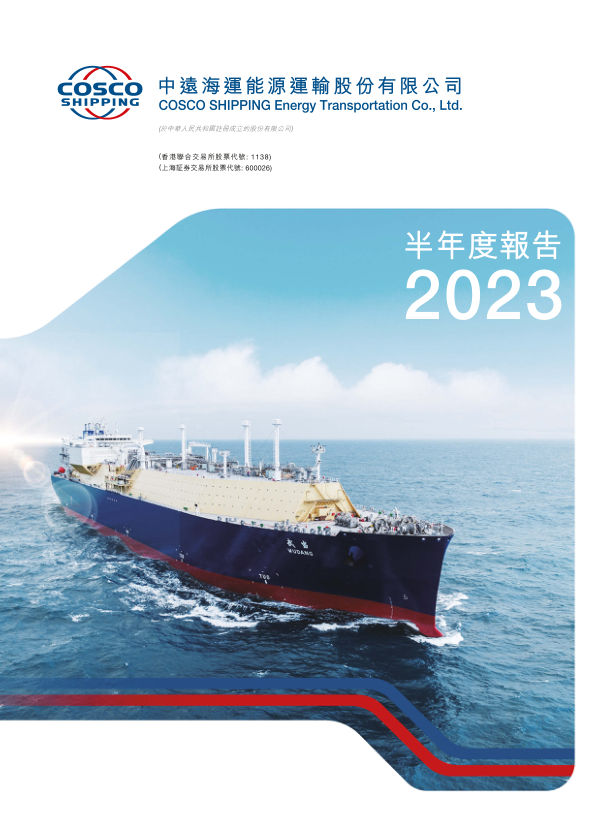 COSCO
SHIPPING
中遠海運能源運輸股份有限公司
COSCO SHIPPING Energy Transportation Co., Ltd.
(於中華人民共和國註冊成立的股份有限公司)
(香港聯合交易所股票代號: 1138)
(上海証券交易所股票代號: 600026)
半年度報告
2023
武当
WUDANG
TUG